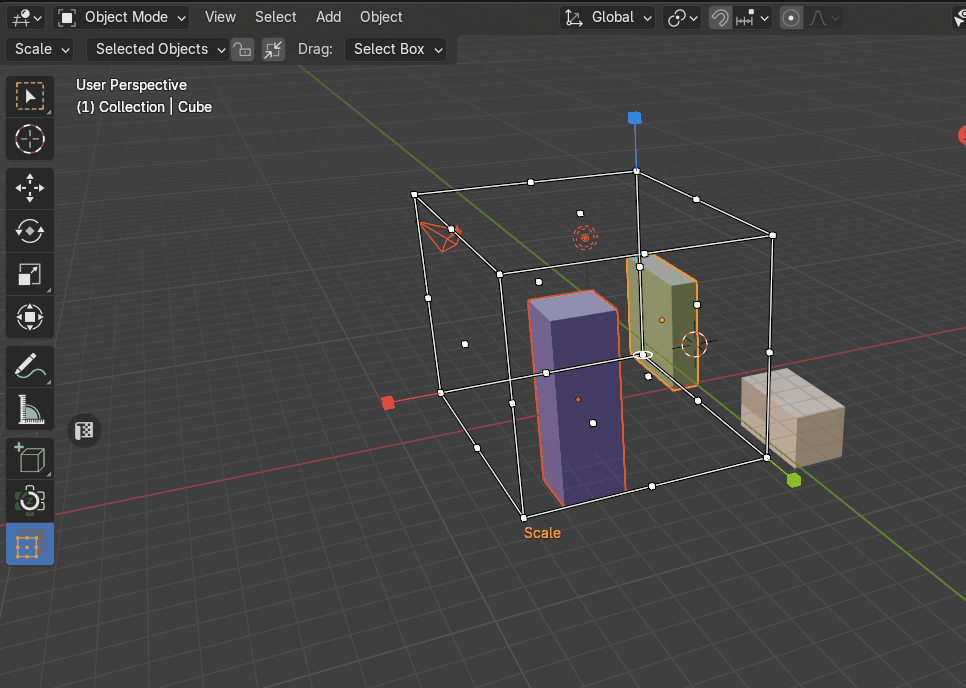 Object Mode View Select Add Object Global
Scale Selected Objects Drag: Select Box
User Perspective
(1) Collection | Cube
Scale